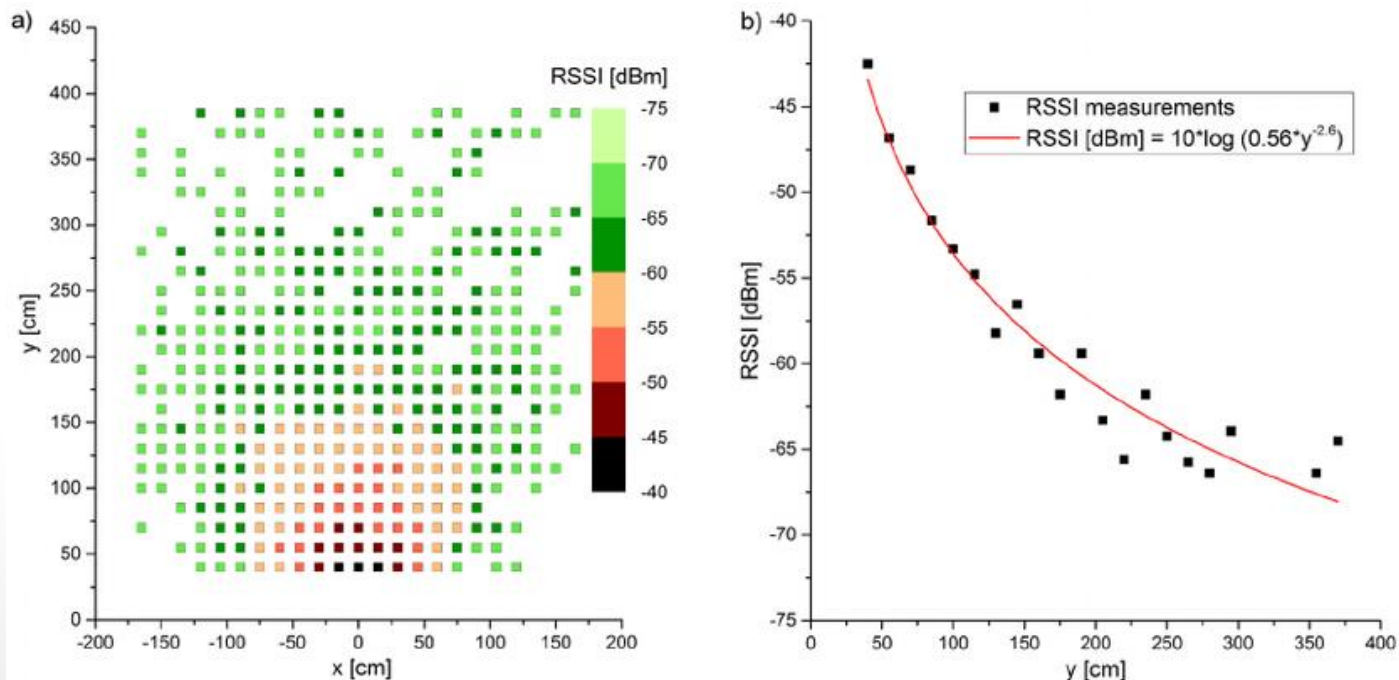 a)
RSSI [dBm]
-75
-70
-65
-60
-55
-50
-45
-40
450
400
350
300
250
200
150
100
50
0
y [cm]
-200 -150 -100 -50 0 50 100 150 200
x [cm]
b)
RSSI measurements
RSSI [dBm] = 10*log (0.56*y^-2.6)
-40
-45
-50
-55
-60
-65
-70
-75
RSSI [dBm]
0 50 100 150 200 250 300 350 400
y [cm]